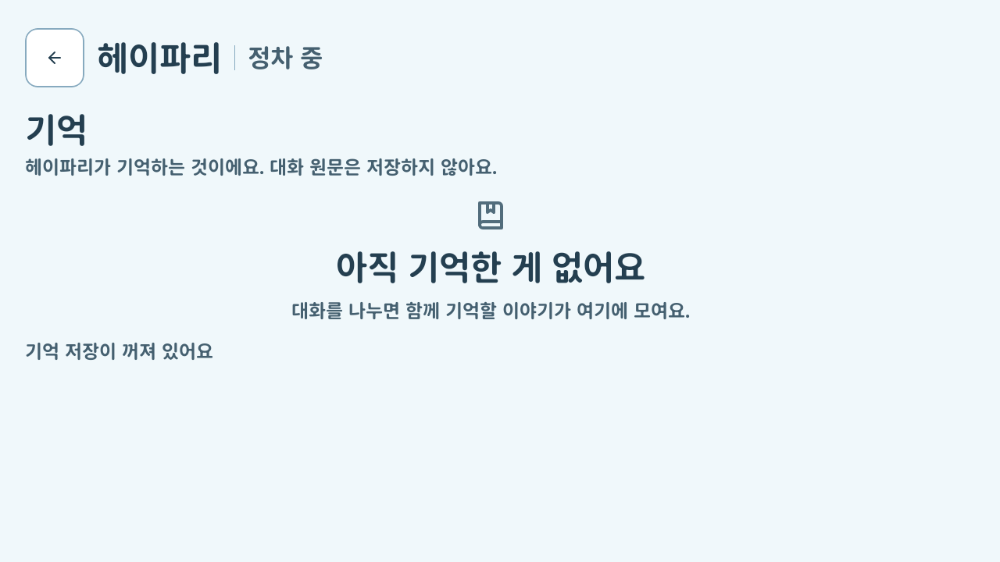 헤이파리
정차 중
기억
헤이파리가 기억하는 것이에요. 대화 원문은 저장하지 않아요.
아직 기억한 게 없어요
대화를 나누면 함께 기억할 이야기가 여기에 모여요.
기억 저장이 꺼져 있어요